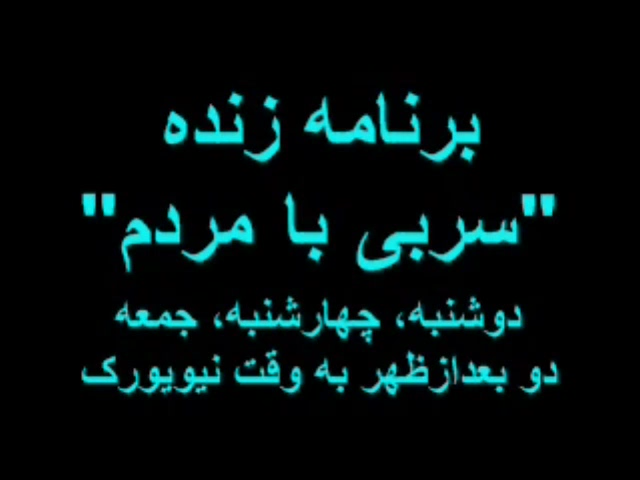 برنامه زنده
"سربی با مردم"
دوشنبه، چهارشنبه، جمعه
دو بعدازظهر به وقت نیویورک